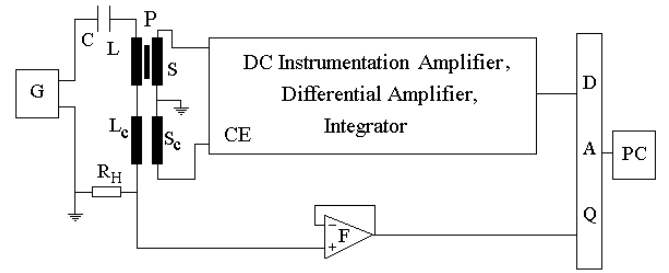 P
C
L
S
G
DC Instrumentation Amplifier,
Differential Amplifier,
Integrator
CE
D
A
Q
PC
Lc
Sc
RH
F
−
+